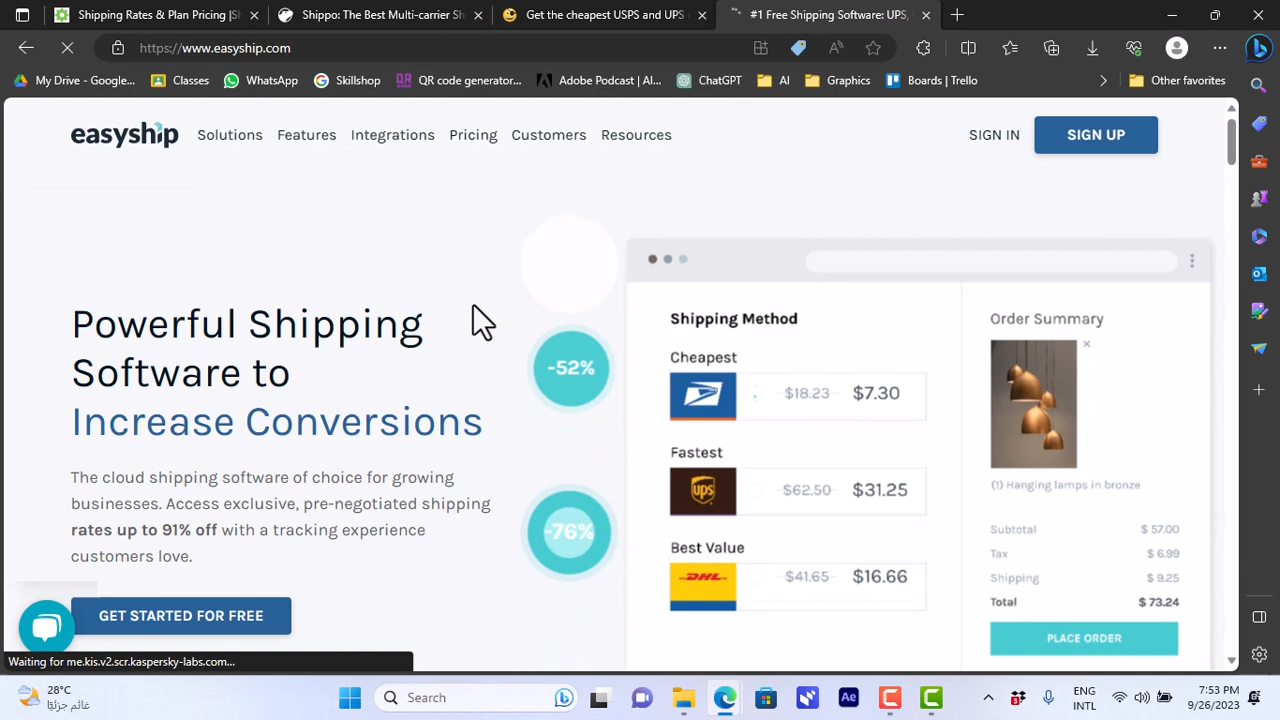 Shipping Rates & Plan Pricing |S
Shippo: The Best Multi-carrier Sh
Get the cheapest USPS and UPS
#1 Free Shipping Software: UPS,
https://www.easyship.com
My Drive - Google...
Classes
WhatsApp
Skillshop
QR code generator...
Adobe Podcast | Al...
ChatGPT
AI
Graphics
Boards | Trello
Other favorites
easyship
Solutions
Features
Integrations
Pricing
Customers
Resources
SIGN IN
SIGN UP
Powerful Shipping
Software to
Increase Conversions
The cloud shipping software of choice for growing
businesses. Access exclusive, pre-negotiated shipping
rates up to 91% off with a tracking experience
customers love.
GET STARTED FOR FREE
-52%
-76%
Shipping Method
Cheapest
$18.23 $7.30
Fastest
ups
$62.50 $31.25
Best Value
DHL
$41.65 $16.66
Order Summary
(1) Hanging lamps in bronze
Subtotal $ 57.00
Tax $ 6.99
Shipping $ 9.25
Total $ 73.24
PLACE ORDER
Waiting for me.kis.v2.scr.kaspersky-labs.com...
28°C
غائم جزئيًا
Search
Ae
ENG
INTL
7:53 PM
9/26/2023